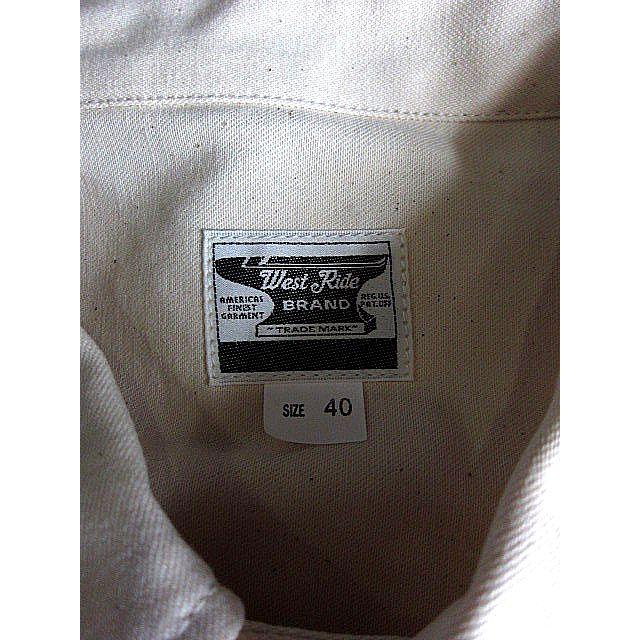 West Ride
BRAND
AMERICAS
FINEST
GARMENT
REG.U.S.
PAT.OFF
"TRADE MARK"
SIZE 40